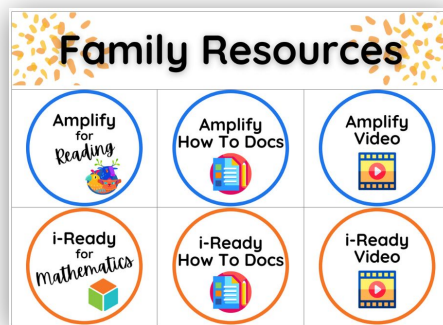 Family Resources
Amplify
for
Reading
Amplify
How To Docs
Amplify
Video
i-Ready
for
Mathematics
i-Ready
How To Docs
i-Ready
Video